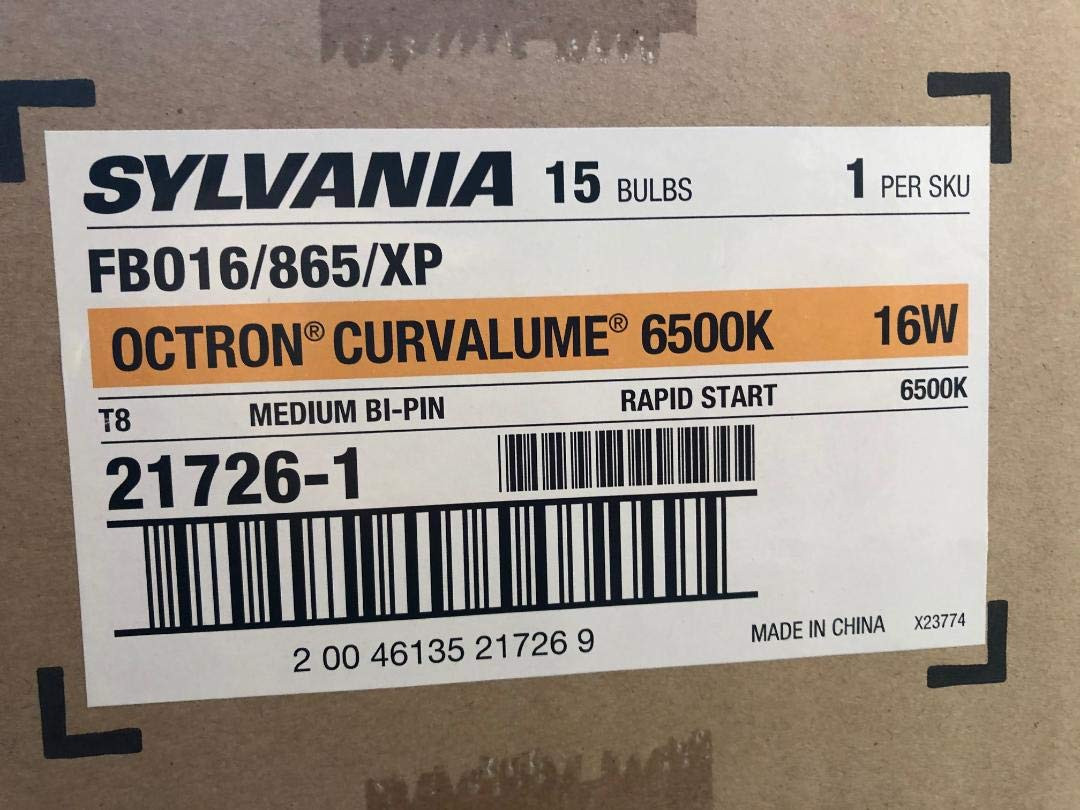 SYLVANIA 15 BULBS 1 PER SKU
FBO16/865/XP
OCTRON® CURVALUME® 6500K 16W
T8 MEDIUM BI-PIN RAPID START 6500K
21726-1
2 00 46135 21726 9
MADE IN CHINA X23774